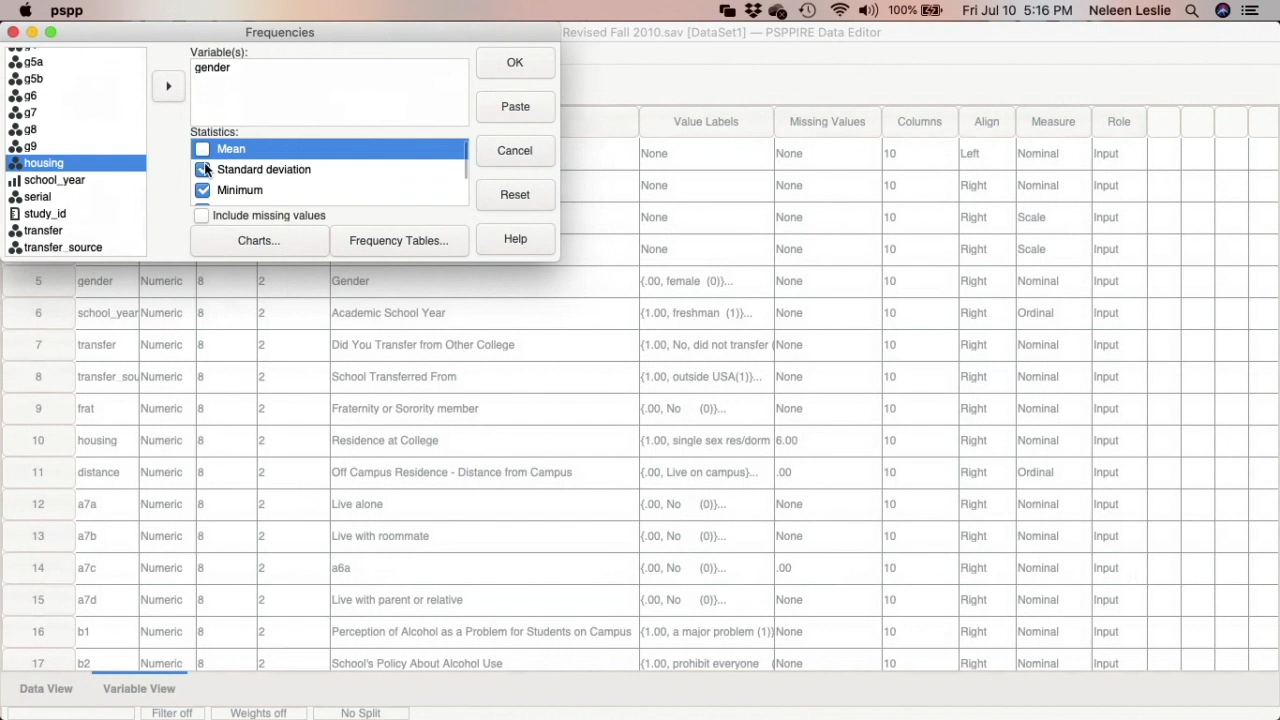 pspp
100%
Fri Jul 10 5:16 PM Neleen Leslie
Frequencies
Revised Fall 2010.sav [DataSet1] — PSPPIRE Data Editor
g5a
g5b
g6
g7
g8
g9
housing
school_year
serial
study_id
transfer
transfer_source
Variable(s):
gender
Statistics:
Mean
Standard deviation
Minimum
Include missing values
Charts...
Frequency Tables...
OK
Paste
Cancel
Reset
Help
Value Labels Missing Values Columns Align Measure Role
None None 10 Left Nominal Input
None None 10 Right Nominal Input
None None 10 Right Scale Input
None None 10 Right Scale Input
5 gender Numeric 8 2 Gender {.00, female (0)}... None 10 Right Nominal Input
6 school_year Numeric 8 2 Academic School Year {1.00, freshman (1)}... None 10 Right Ordinal Input
7 transfer Numeric 8 2 Did You Transfer from Other College {1.00, No, did not transfer ( None 10 Right Nominal Input
8 transfer_sou Numeric 8 2 School Transferred From {1.00, outside USA(1)}... None 10 Right Nominal Input
9 frat Numeric 8 2 Fraternity or Sorority member {.00, No (0)}... None 10 Right Nominal Input
10 housing Numeric 8 2 Residence at College {1.00, single sex res/dorm 6.00 10 Right Nominal Input
11 distance Numeric 8 2 Off Campus Residence - Distance from Campus {.00, Live on campus}... .00 10 Right Ordinal Input
12 a7a Numeric 8 2 Live alone {.00, No (0)}... None 10 Right Nominal Input
13 a7b Numeric 8 2 Live with roommate {.00, No (0)}... None 10 Right Nominal Input
14 a7c Numeric 8 2 a6a {.00, No (0)}... .00 10 Right Nominal Input
15 a7d Numeric 8 2 Live with parent or relative {.00, No (0)}... None 10 Right Nominal Input
16 b1 Numeric 8 2 Perception of Alcohol as a Problem for Students on Campus {1.00, a major problem (1)} None 10 Right Nominal Input
17 b2 Numeric 8 2 School's Policy About Alcohol Use {1.00, prohibit everyone ( None 10 Right Nominal Input
Data View Variable View
Filter off Weights off No Split